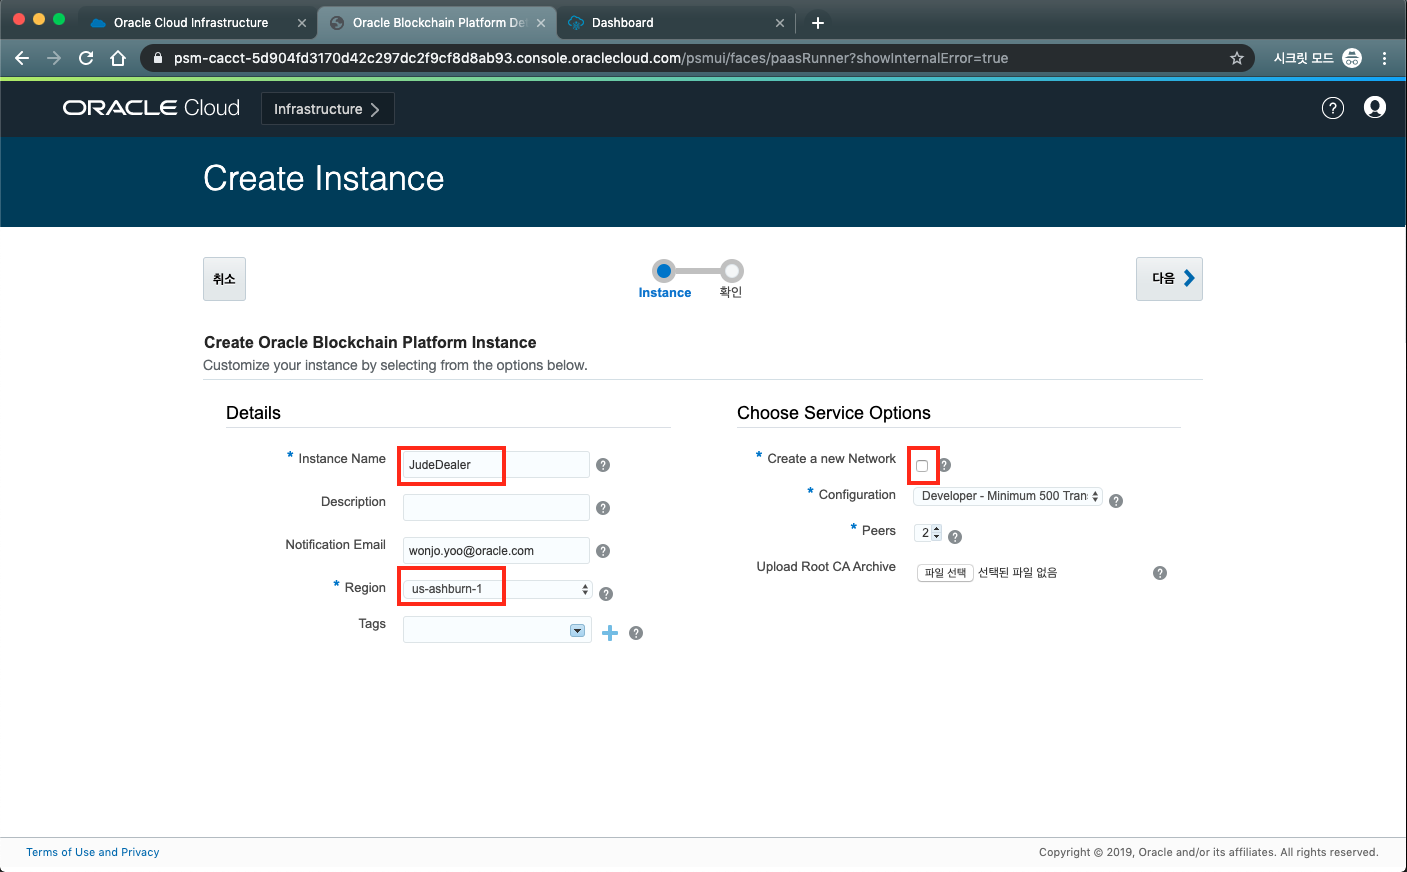 Oracle Cloud Infrastructure
Oracle Blockchain Platform De
Dashboard
psm-cacct-5d904fd3170d42c297dc2f9cf8d8ab93.console.oraclecloud.com/psmui/faces/paasRunner?showInternalError=true
시크릿 모드
ORACLE Cloud
Infrastructure
Create Instance
취소
Instance
확인
다음
Create Oracle Blockchain Platform Instance
Customize your instance by selecting from the options below.
Details
* Instance Name
JudeDealer
Description
Notification Email
wonjo.yoo@oracle.com
* Region
us-ashburn-1
Tags
Choose Service Options
* Create a new Network
* Configuration
Developer - Minimum 500 Tran
* Peers
2
Upload Root CA Archive
파일 선택 선택된 파일 없음
Terms of Use and Privacy
Copyright © 2019, Oracle and/or its affiliates. All rights reserved.